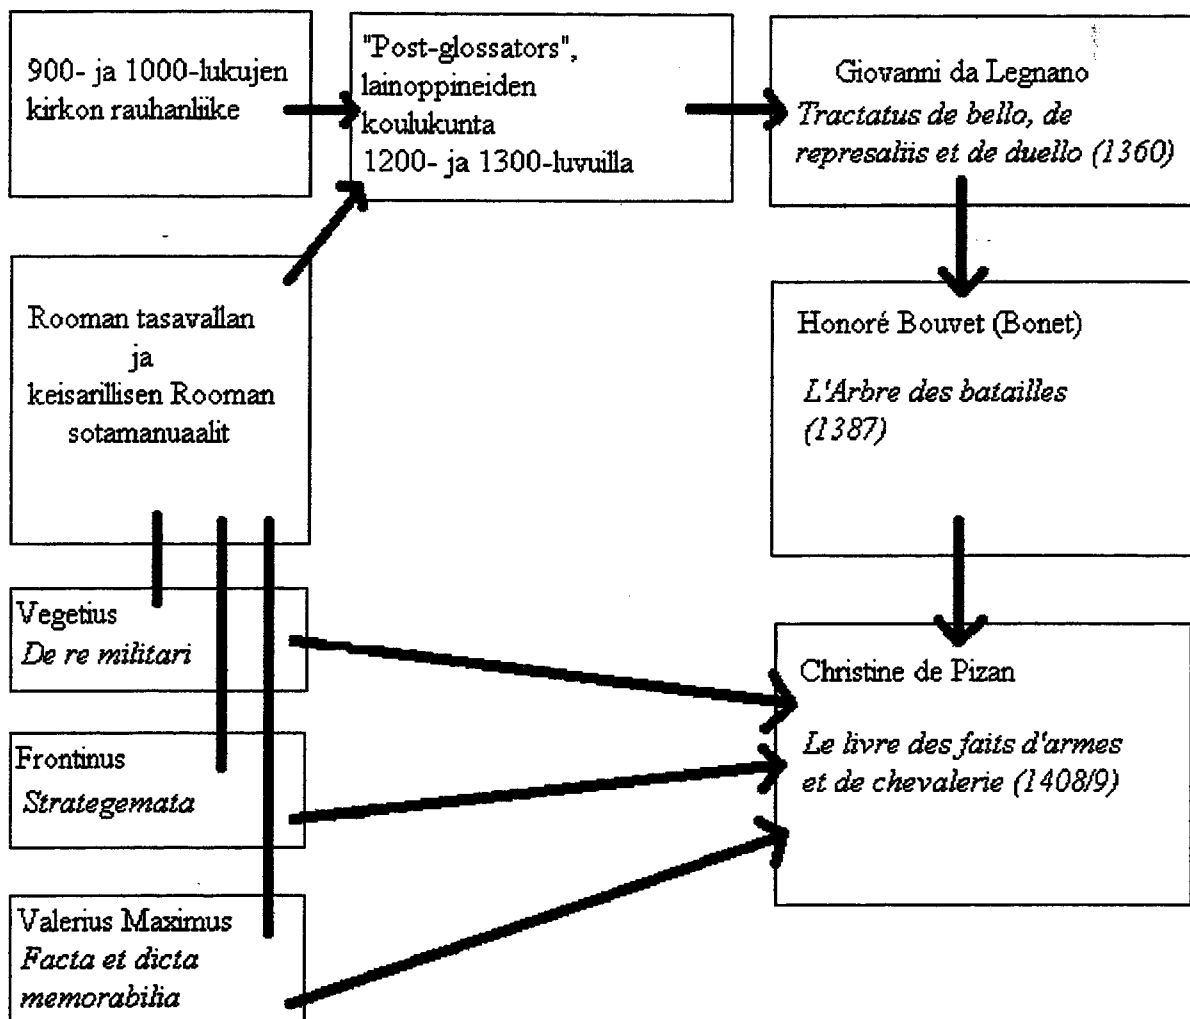 900- ja 1000-lukujen
kirkon rauhanliike
"Post-glossators",
lainoppineiden
koulukunta
1200- ja 1300-luvuilla
Giovanni da Legnano
Tractatus de bello, de
represaliis et de duello (1360)
Rooman tasavallan
ja
keisarillisen Rooman
sotamanuaalit
Honoré Bouvet (Bonet)
L'Arbre des batailles
(1387)
Vegetius
De re militari
Frontinus
Strategemata
Valerius Maximus
Facta et dicta
memorabilia
Christine de Pizan
Le livre des faits d'armes
et de chevalerie (1408/9)